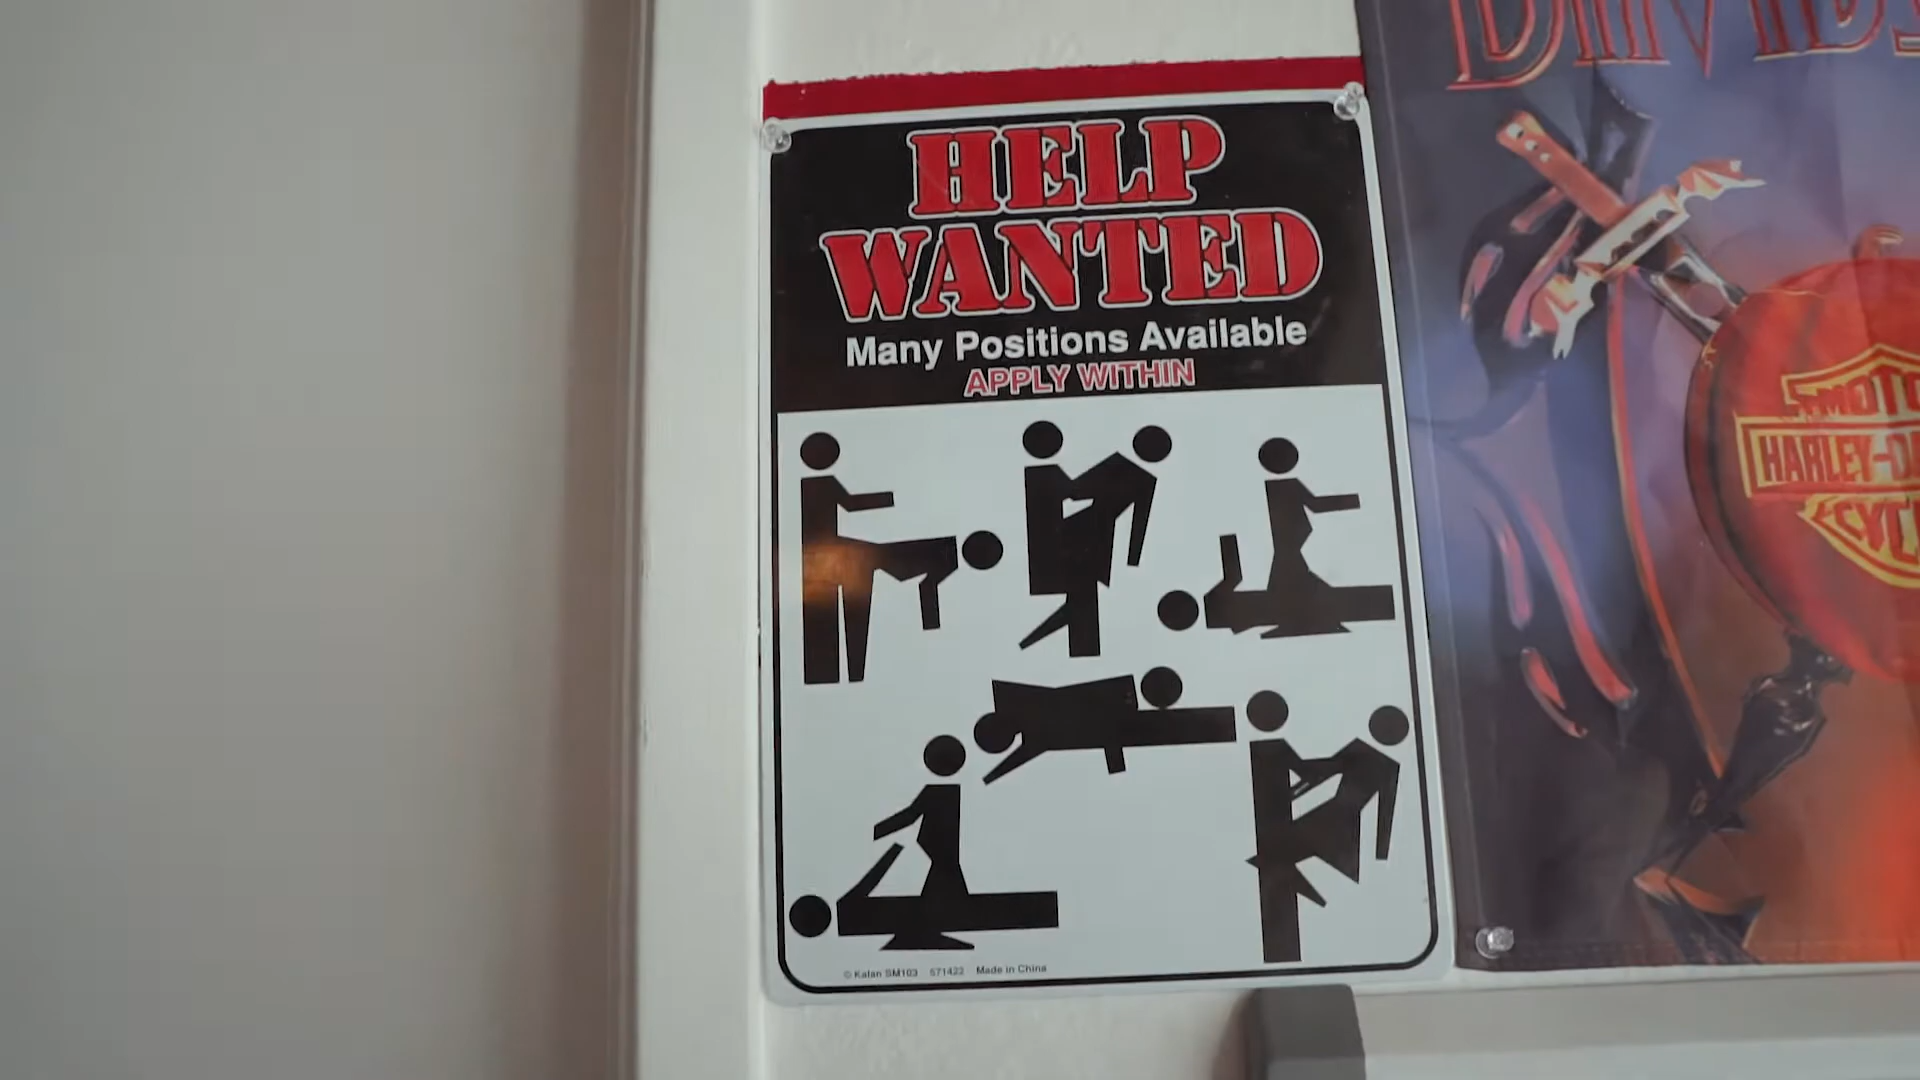 HELP
WANTED
Many Positions Available
APPLY WITHIN
© Kalan SM103 571422 Made in China
HARLEY-DA